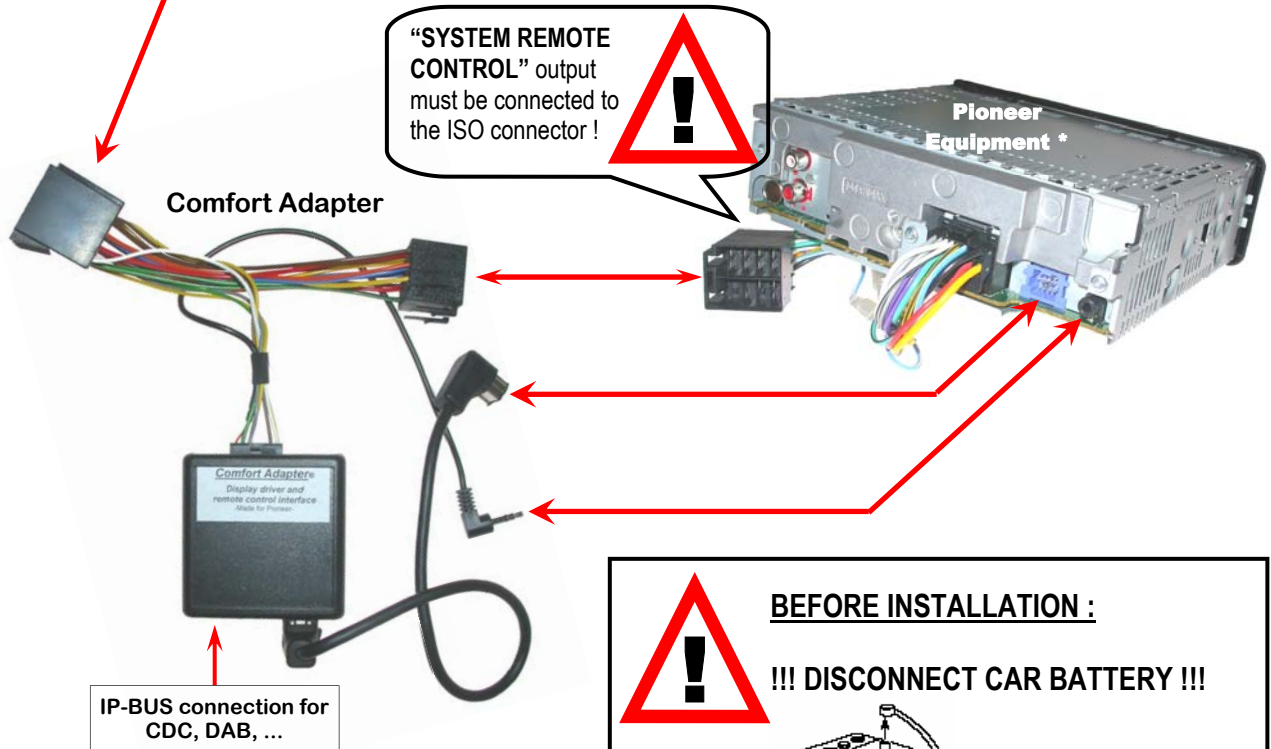 “SYSTEM REMOTE
CONTROL” output
must be connected to
the ISO connector !
Pioneer
Equipment *
Comfort Adapter
Comfort Adapter®
Display driver and
remote control interface
-Made for Pioneer-
BEFORE INSTALLATION :
!!! DISCONNECT CAR BATTERY !!!
IP-BUS connection for
CDC, DAB, ...